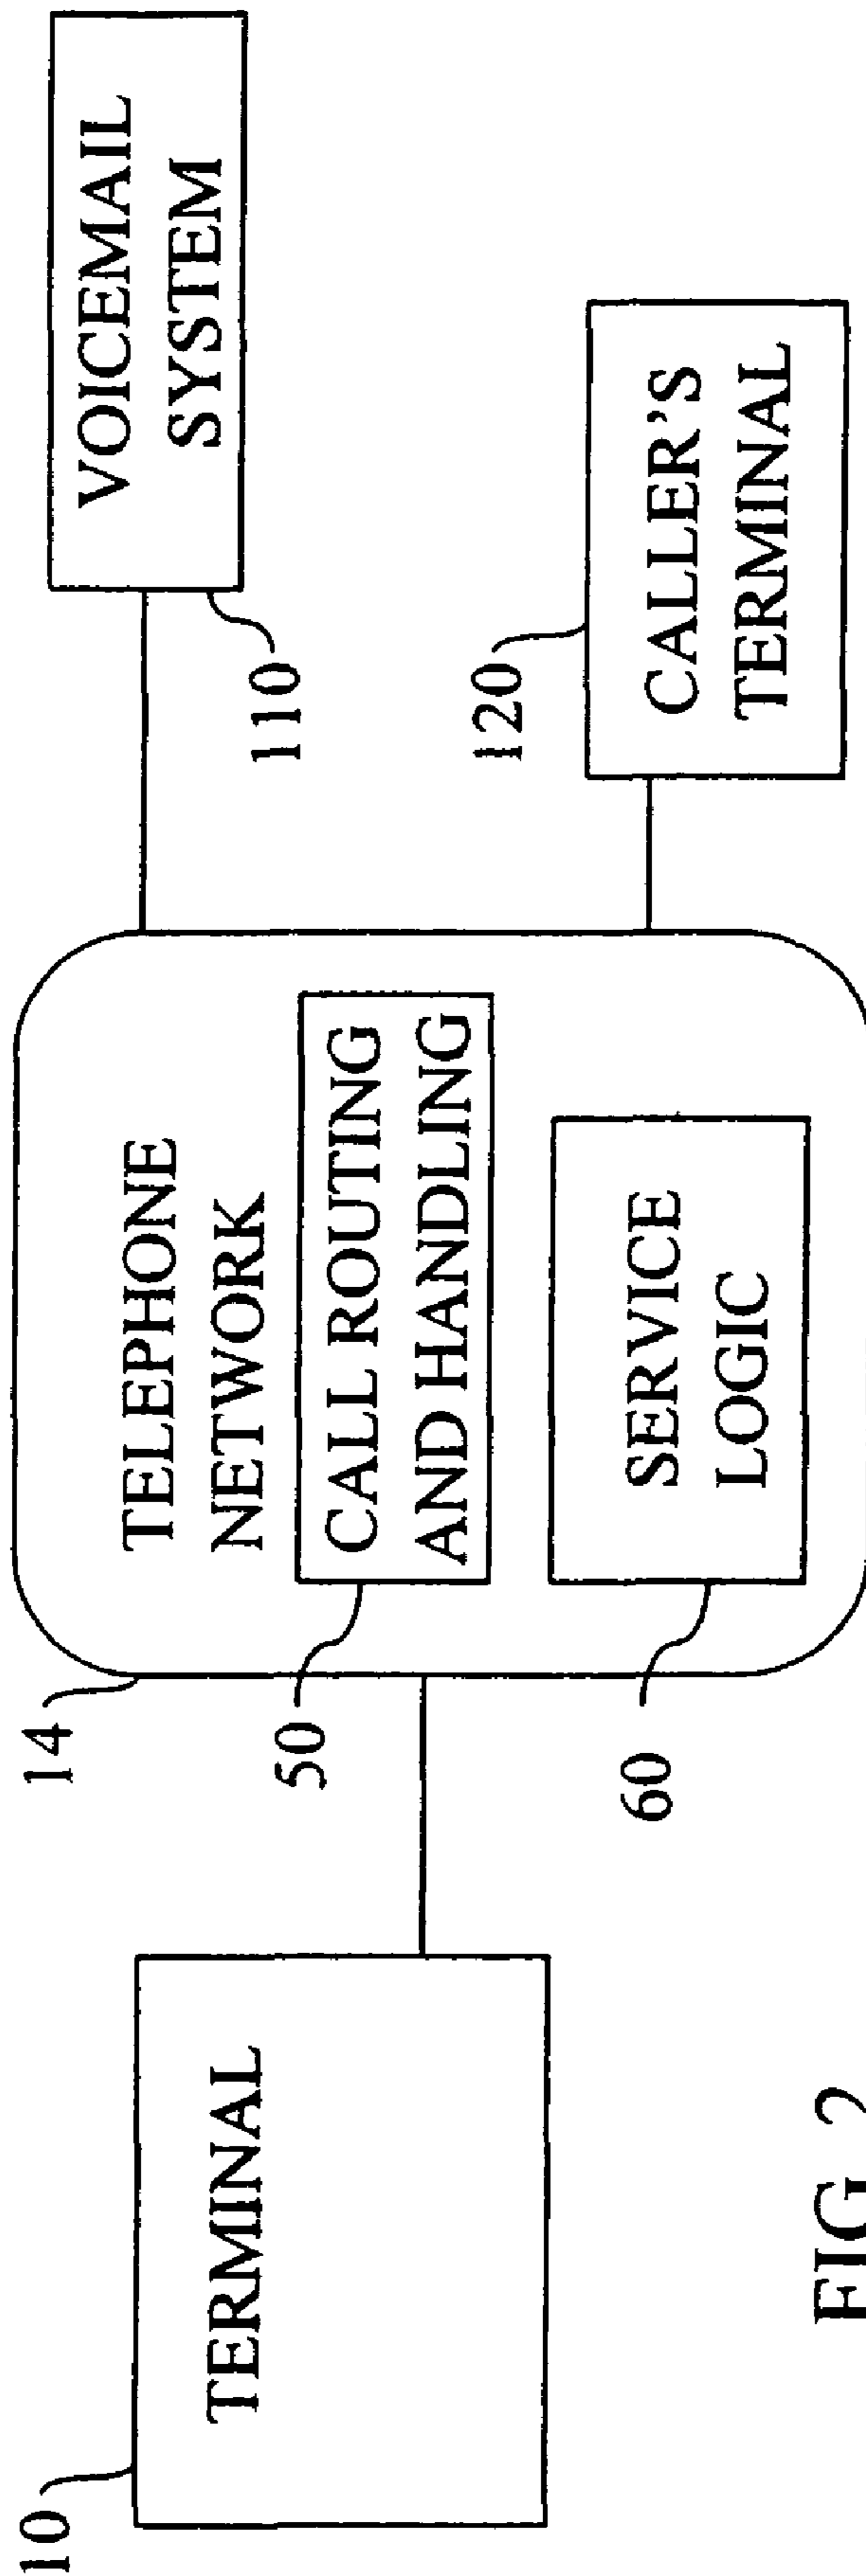 10
TERMINAL
14
TELEPHONE
NETWORK
50
CALL ROUTING
AND HANDLING
60
SERVICE
LOGIC
VOICEMAIL
SYSTEM
110
120
CALLER'S
TERMINAL
FIG. 2